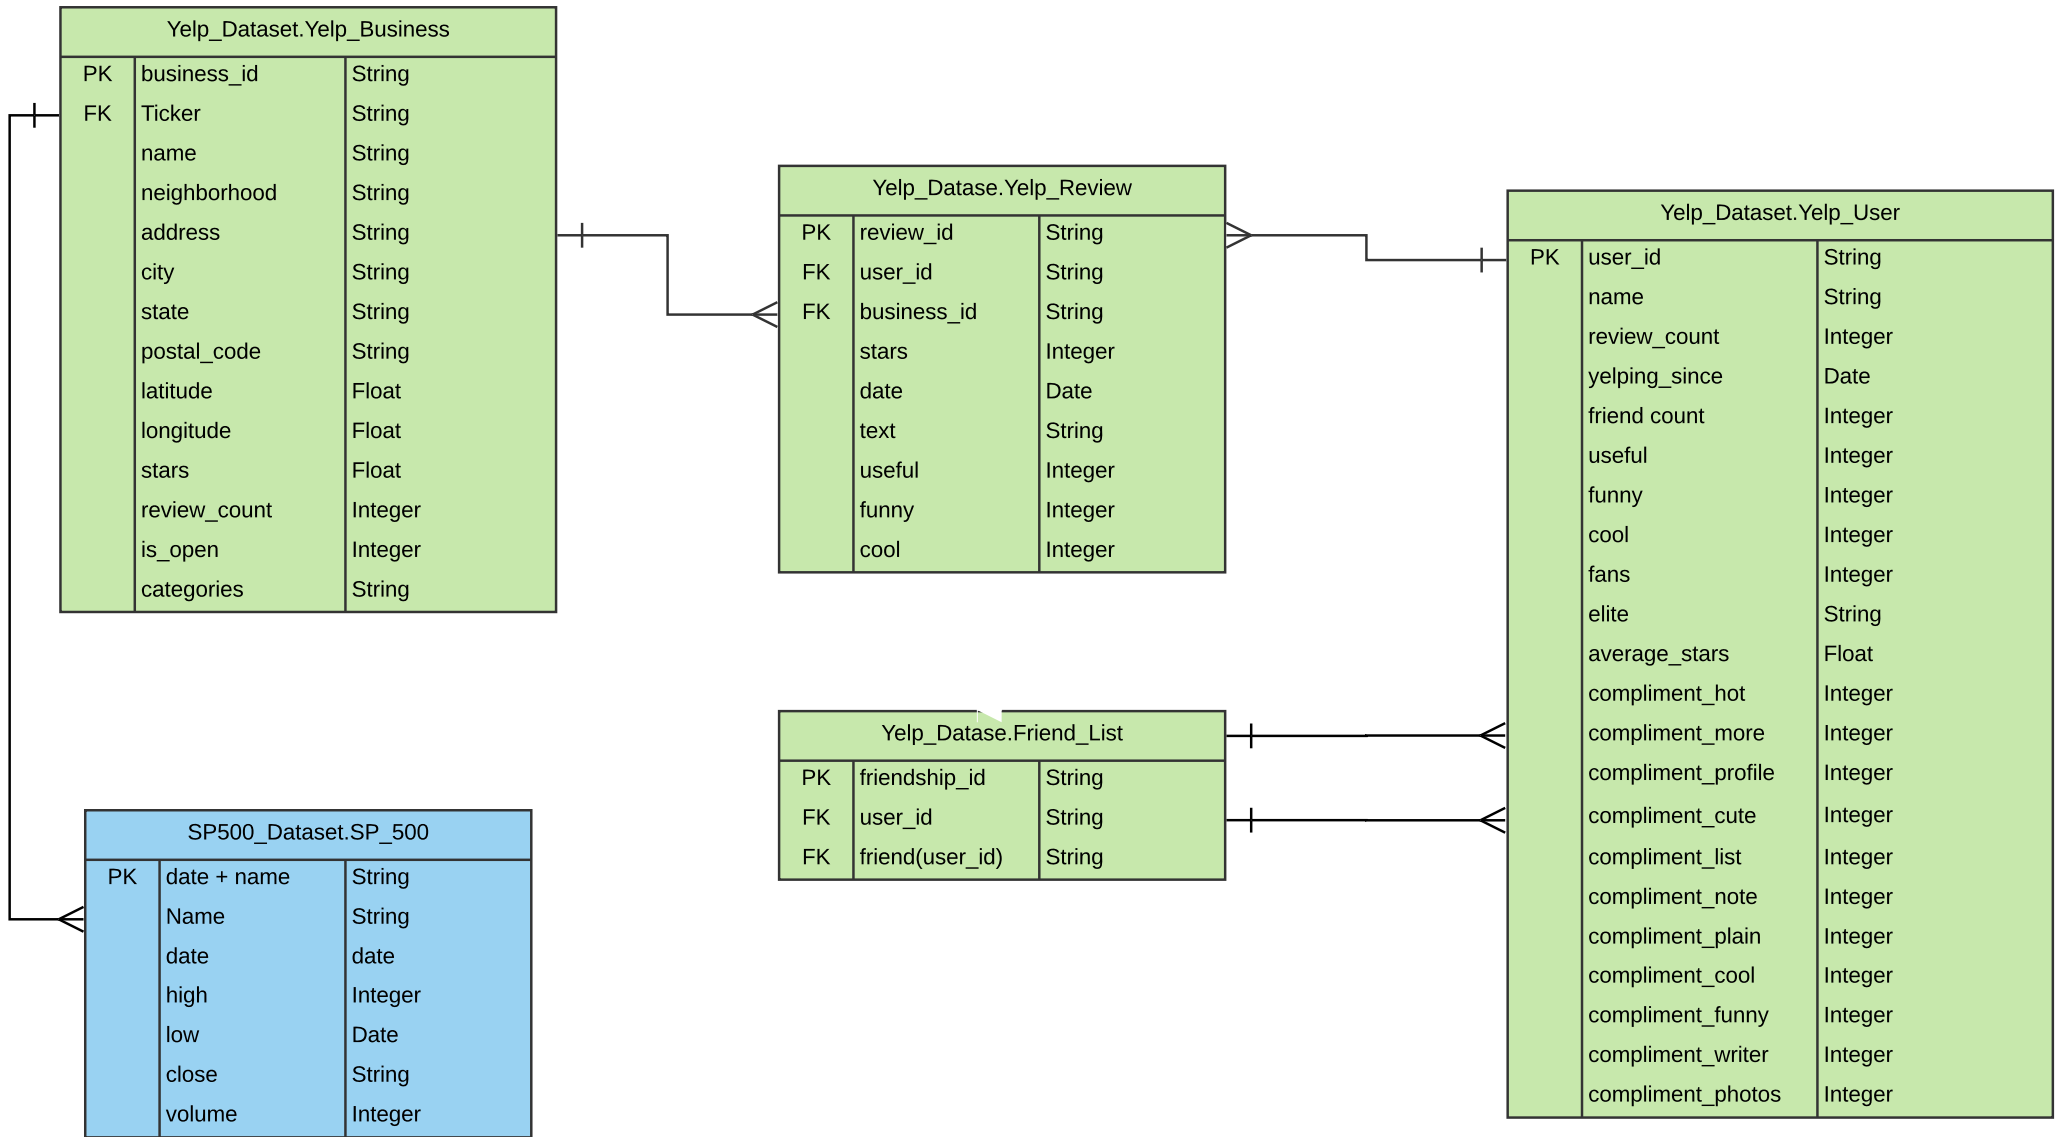 Yelp_Dataset.Yelp_Business
PK business_id String
FK Ticker String
name String
neighborhood String
address String
city String
state String
postal_code String
latitude Float
longitude Float
stars Float
review_count Integer
is_open Integer
categories String
Yelp_Datase.Yelp_Review
PK review_id String
FK user_id String
FK business_id String
stars Integer
date Date
text String
useful Integer
funny Integer
cool Integer
Yelp_Dataset.Yelp_User
PK user_id String
name String
review_count Integer
yelping_since Date
friend count Integer
useful Integer
funny Integer
cool Integer
fans Integer
elite String
average_stars Float
compliment_hot Integer
compliment_more Integer
compliment_profile Integer
compliment_cute Integer
compliment_list Integer
compliment_note Integer
compliment_plain Integer
compliment_cool Integer
compliment_funny Integer
compliment_writer Integer
compliment_photos Integer
Yelp_Datase.Friend_List
PK friendship_id String
FK user_id String
FK friend(user_id) String
SP500_Dataset.SP_500
PK date + name String
Name String
date date
high Integer
low Date
close String
volume Integer